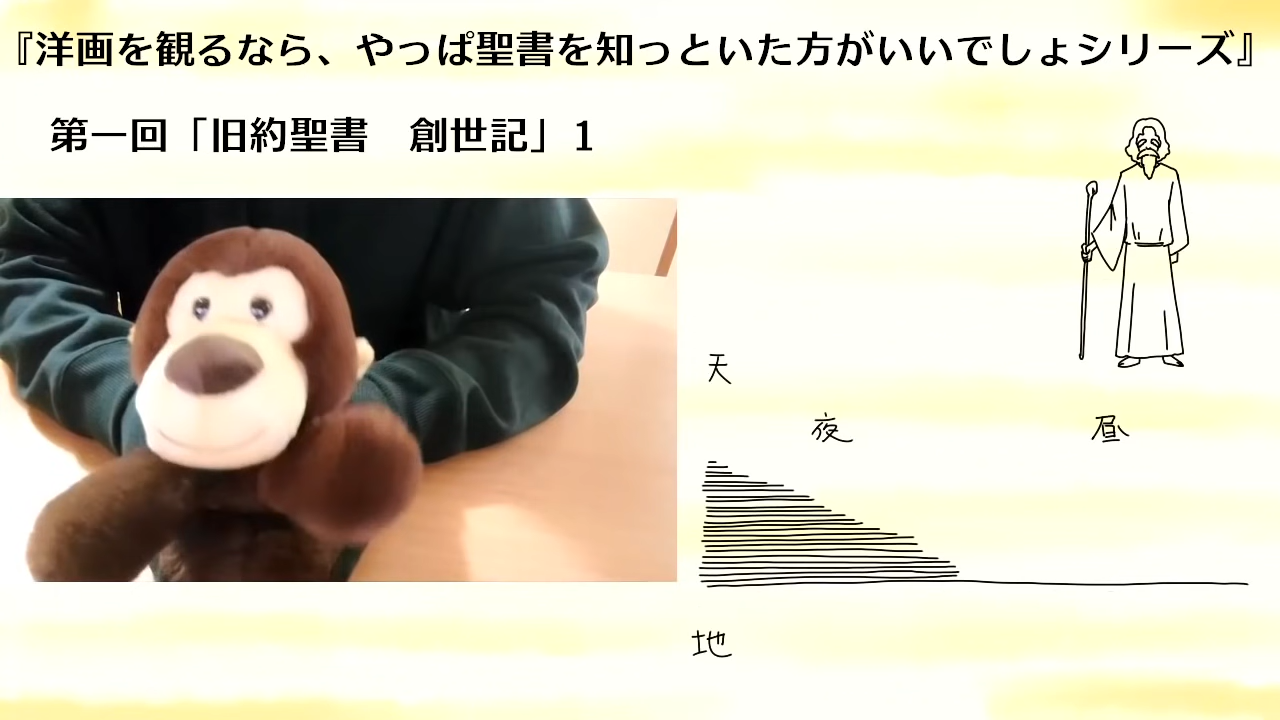 『洋画を観るなら、やっぱ聖書を知っといた方がいいでしょシリーズ』
第一回「旧約聖書　創世記」1
天
夜
昼
地